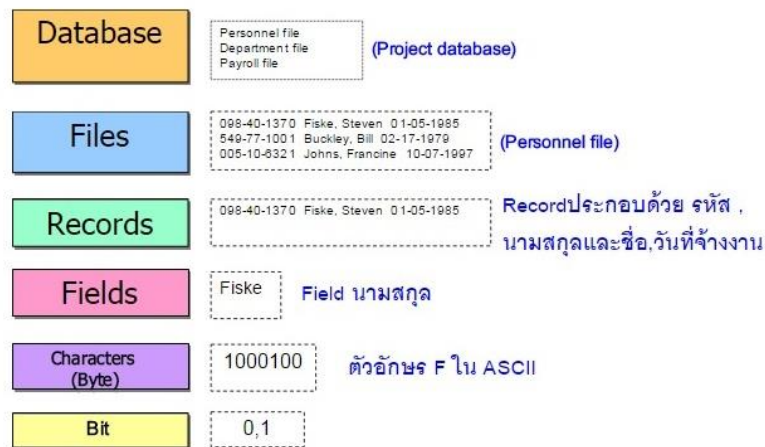 Database
Personnel file
Department file
Payroll file
(Project database)
Files
098-40-1370 Fiske, Steven 01-05-1985
549-77-1001 Buckley, Bill 02-17-1979
005-10-6321 Johns, Francine 10-07-1997
(Personnel file)
Records
098-40-1370 Fiske, Steven 01-05-1985
Recordประกอบด้วย รหัส ,
นามสกุลและชื่อ,วันที่จ้างงาน
Fields
Fiske
Field นามสกุล
Characters
(Byte)
1000100
ตัวอักษร F ใน ASCII
Bit
0,1